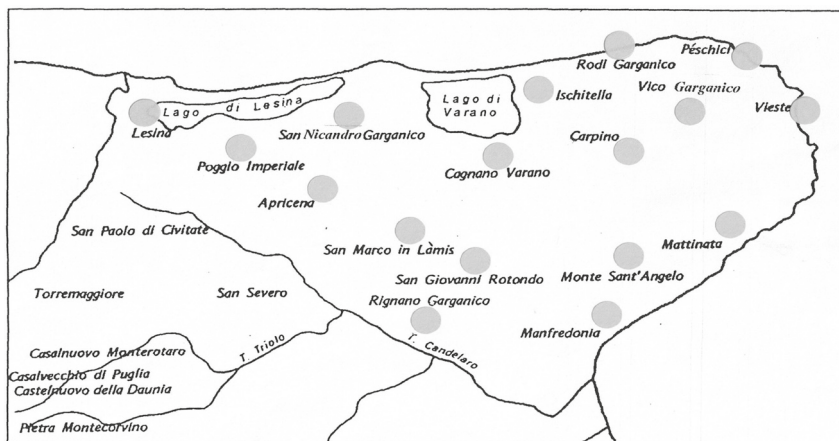 Rodi Garganico
Péschici
Lago di Lesina
Lago di
Varano
Ischitella
Vico Garganico
Vieste
Lesina
San Nicandro Garganico
Carpino
Poggio Imperiale
Cagnano Varano
Apricena
San Paolo di Civitate
San Marco in Làmis
Mattinata
San Giovanni Rotondo
Monte Sant'Angelo
Torremaggiore
San Severo
Rignano Garganico
Manfredonia
T. Triolo
T. Candelaro
Casalnuovo Monterotaro
Casalvecchio di Puglia
Castelnuovo della Daunia
Pietra Montecorvino